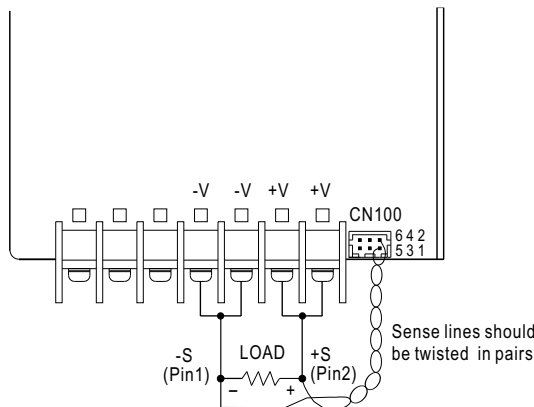 -V -V +V +V
CN100
6 4 2
5 3 1
-S LOAD +S
(Pin1) (Pin2)
− +
Sense lines should
be twisted in pairs